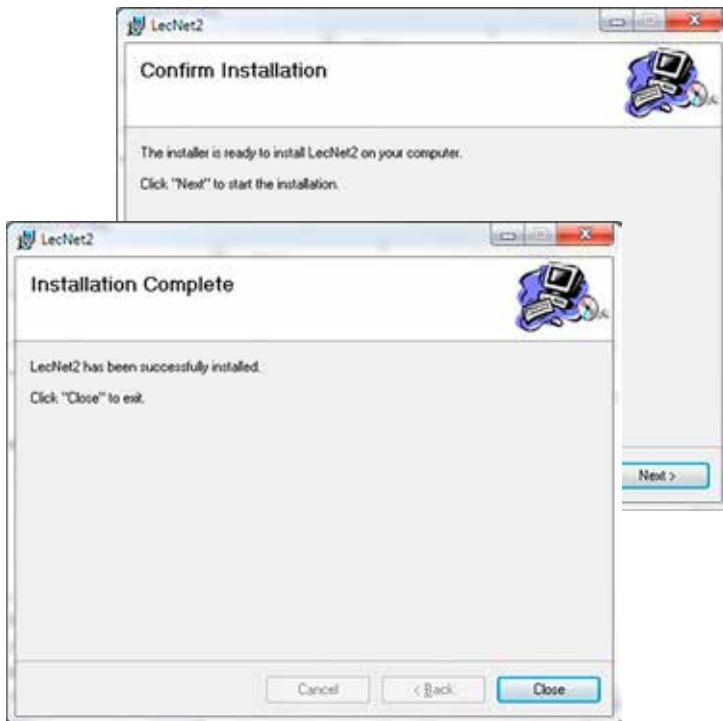 LecNet2
Confirm Installation
The installer is ready to install LecNet2 on your computer.
Click "Next" to start the installation.
Next >
LecNet2
Installation Complete
LecNet2 has been successfully installed.
Click "Close" to exit.
Cancel
< Back
Close